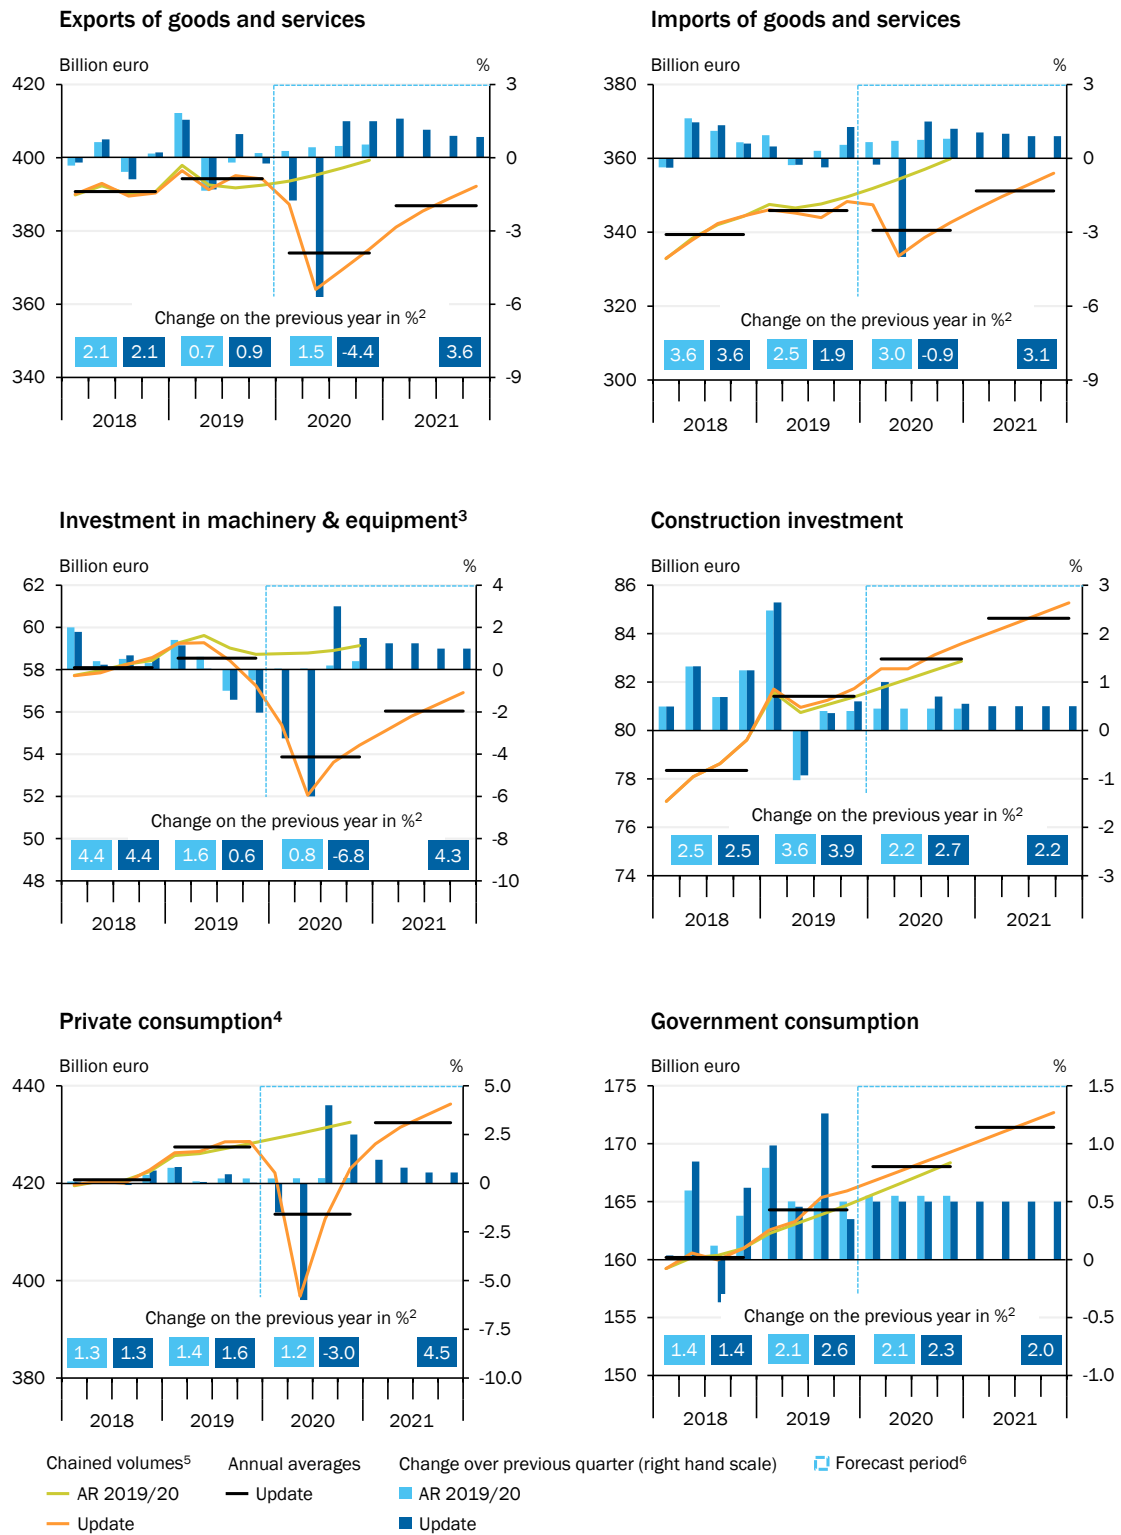 Exports of goods and services
Billion euro %
420 3
400 0
380 -3
360 -6
Change on the previous year in %²
2.1 2.1 0.7 0.9 1.5 -4.4 3.6
340 -9
2018 2019 2020 2021
Imports of goods and services
Billion euro %
380 3
360 0
340 -3
320 -6
Change on the previous year in %²
3.6 3.6 2.5 1.9 3.0 -0.9 3.1
300 -9
2018 2019 2020 2021
Investment in machinery & equipment³
Billion euro %
62 4
60 2
58 0
56 -2
54 -4
52 -6
Change on the previous year in %²
50 -8
4.4 4.4 1.6 0.6 0.8 -6.8 4.3
48 -10
2018 2019 2020 2021
Construction investment
Billion euro %
86 3
84 2
82 1
80 0
78 -1
Change on the previous year in %²
76 -2
2.5 2.5 3.6 3.9 2.2 2.7 2.2
74 -3
2018 2019 2020 2021
Private consumption⁴
Billion euro %
440 5.0
2.5
420 0
-2.5
400 -5.0
Change on the previous year in %²
-7.5
1.3 1.3 1.4 1.6 1.2 -3.0 4.5
380 -10.0
2018 2019 2020 2021
Government consumption
Billion euro %
175 1.5
170 1.0
165 0.5
160 0
Change on the previous year in %²
155 -0.5
1.4 1.4 2.1 2.6 2.1 2.3 2.0
150 -1.0
2018 2019 2020 2021
Chained volumes⁵ Annual averages Change over previous quarter (right hand scale) Forecast period⁶
AR 2019/20 Update AR 2019/20
Update Update